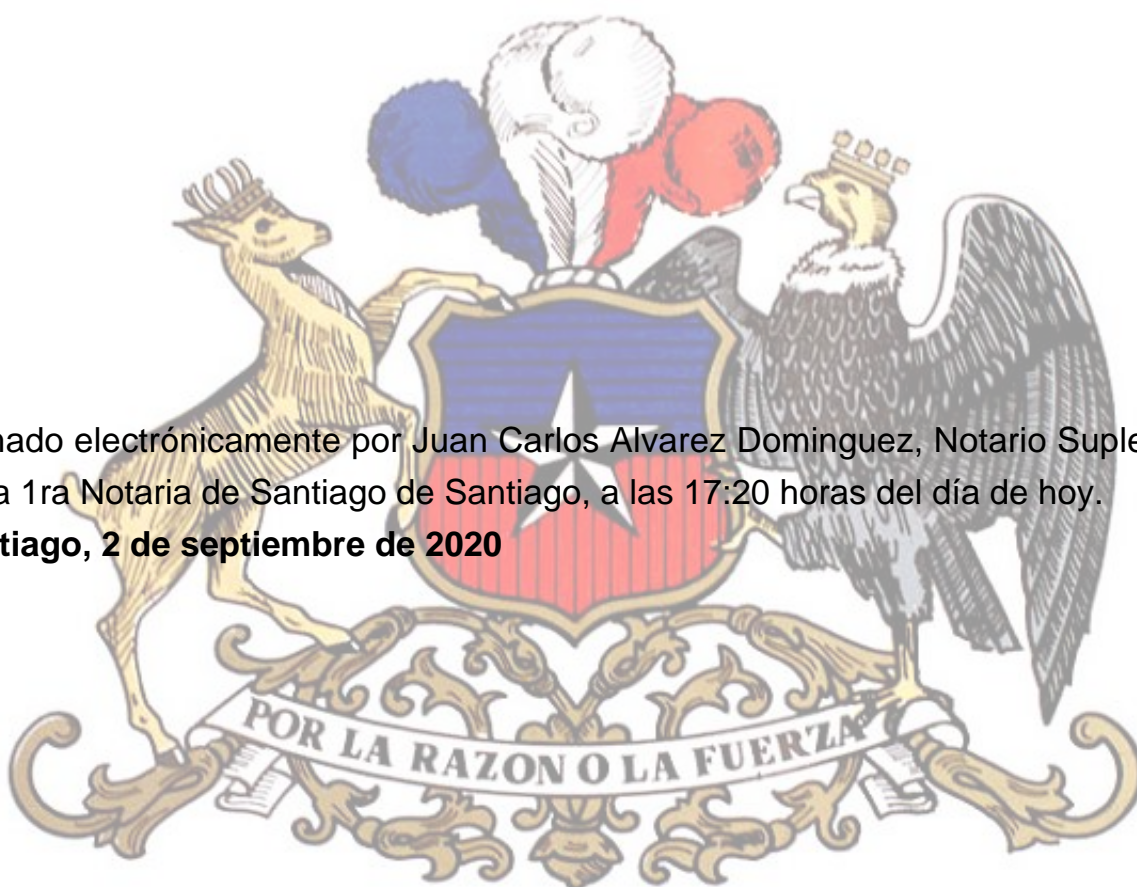 nado electrónicamente por Juan Carlos Alvarez Dominguez, Notario Suple
a 1ra Notaria de Santiago de Santiago, a las 17:20 horas del día de hoy.
tiago, 2 de septiembre de 2020
POR LA RAZON O LA FUERZA